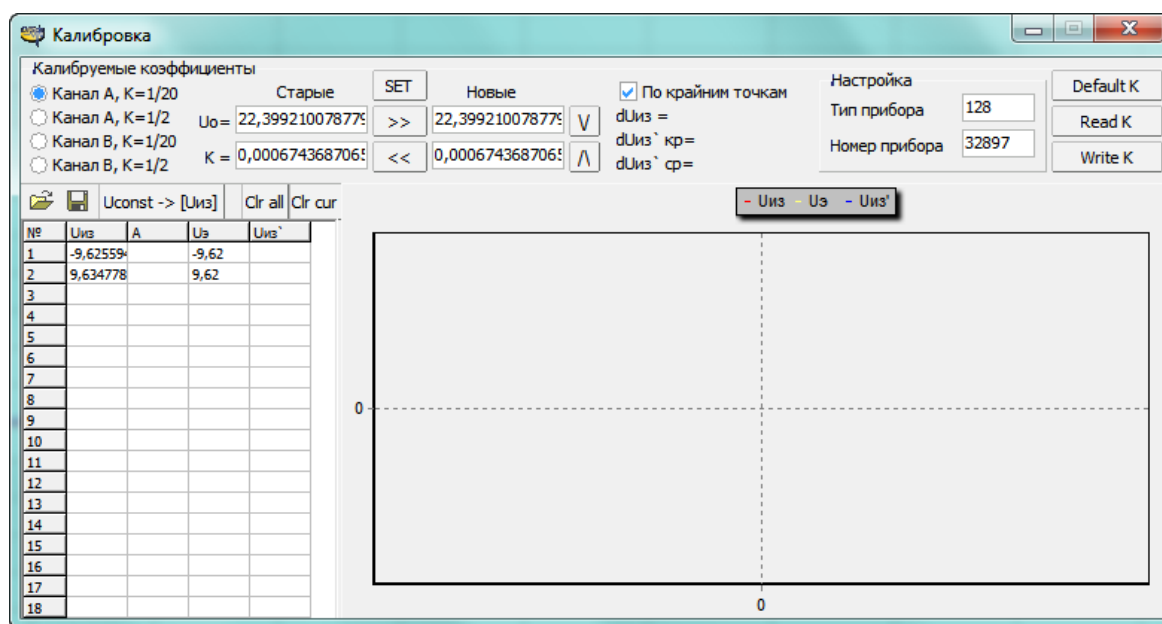 Калибровка
Калибруемые коэффициенты
Канал А, К=1/20
Канал А, К=1/2
Канал В, К=1/20
Канал В, К=1/2
Старые SET Новые
Uo= 22,39921007877 >> 22,39921007877 \/
K = 0,000674368706 << 0,000674368706 /\
По крайним точкам
dUиз =
dUиз` кр=
dUиз` ср=
Настройка
Тип прибора 128
Номер прибора 32897
Default K
Read K
Write K
Uconst -> [Uиз] Clr all Clr cur
№ Uиз A Uэ Uиз`
1 -9,62559 -9,62
2 9,634778 9,62
3
4
5
6
7
8
9
10
11
12
13
14
15
16
17
18
- Uиз - Uэ - Uиз'
0
0